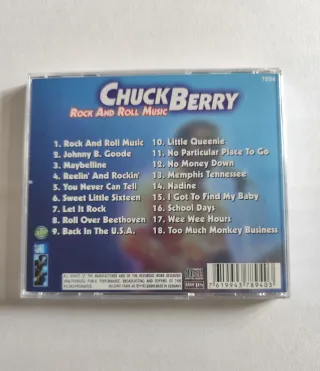 7894
CHUCK BERRY
ROCK AND ROLL MUSIC
1. Rock And Roll Music
2. Johnny B. Goode
3. Maybelline
4. Reelin' And Rockin'
5. You Never Can Tell
6. Sweet Little Sixteen
7. Let It Rock
8. Roll Over Beethoven
9. Back In The U.S.A.
10. Little Queenie
11. No Particular Place To Go
12. No Money Down
13. Memphis Tennessee
14. Nadine
15. I Got To Find My Baby
16. School Days
17. Wee Wee Hours
18. Too Much Monkey Business
7619943789403